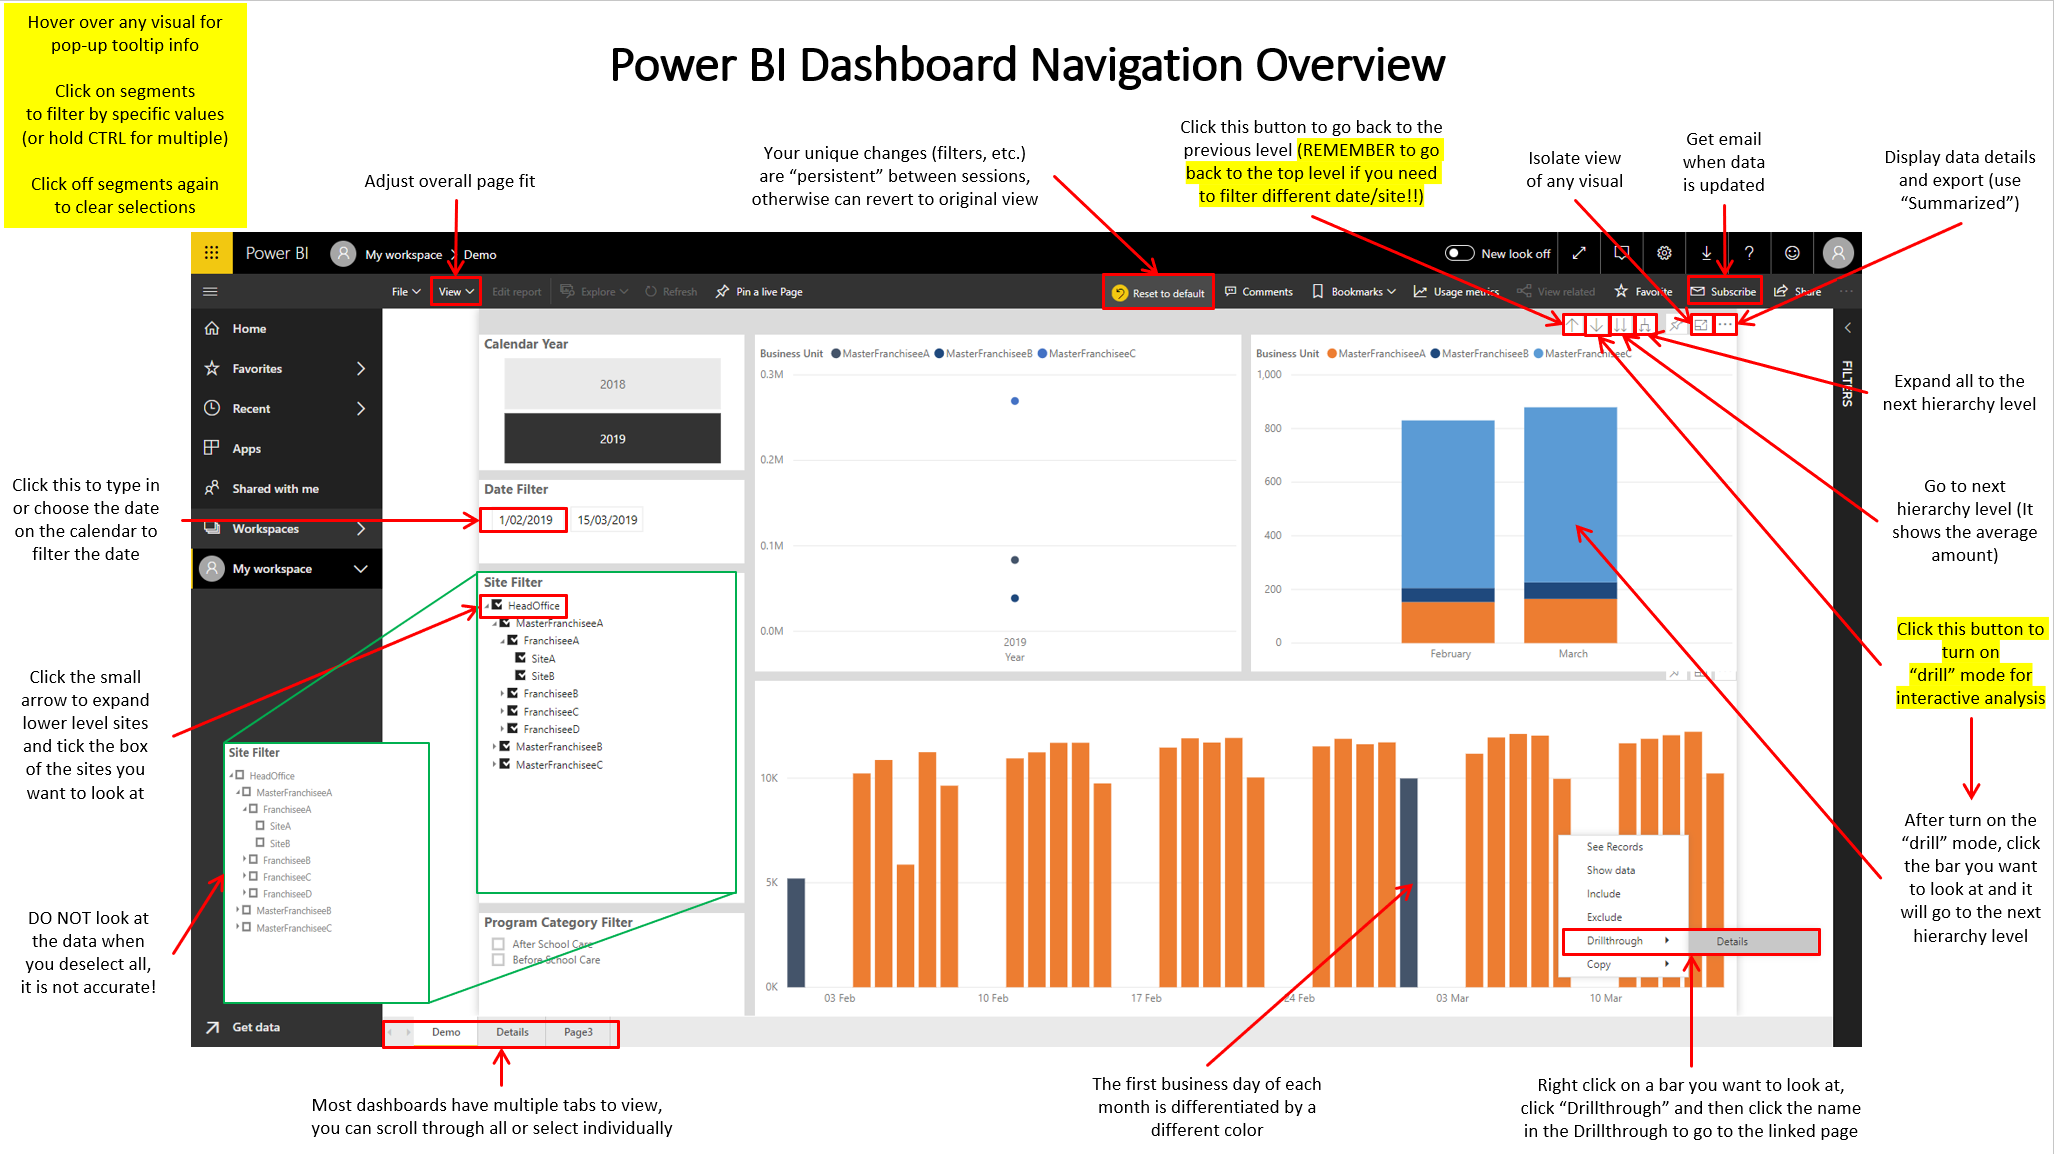 Hover over any visual for
pop-up tooltip info
Click on segments
to filter by specific values
(or hold CTRL for multiple)
Click off segments again
to clear selections
Power BI Dashboard Navigation Overview
Adjust overall page fit
Your unique changes (filters, etc.)
are “persistent” between sessions,
otherwise can revert to original view
Click this button to go back to the
previous level (REMEMBER to go
back to the top level if you need
to filter different date/site!!)
Isolate view
of any visual
Get email
when data
is updated
Display data details
and export (use
“Summarized”)
Power BI
My workspace > Demo
New look off
File
View
Edit report
Explore
Refresh
Pin a live Page
Reset to default
Comments
Bookmarks
Usage metrics
View related
Favorite
Subscribe
Share
Home
Favorites
Recent
Apps
Shared with me
Workspaces
My workspace
Get data
Calendar Year
2018
2019
Date Filter
1/02/2019
15/03/2019
Site Filter
HeadOffice
MasterFranchiseeA
FranchiseeA
SiteA
SiteB
FranchiseeB
FranchiseeC
FranchiseeD
MasterFranchiseeB
MasterFranchiseeC
Program Category Filter
After School Care
Before School Care
Business Unit MasterFranchiseeA MasterFranchiseeB MasterFranchiseeC
0.3M
0.2M
0.1M
0.0M
2019
Year
Business Unit MasterFranchiseeA MasterFranchiseeB MasterFranchiseeC
1,000
800
600
400
200
0
February
March
FILTERS
10K
5K
0K
03 Feb
10 Feb
17 Feb
24 Feb
03 Mar
10 Mar
See Records
Show data
Include
Exclude
Drillthrough
Details
Copy
Demo
Details
Page3
Click this to type in
or choose the date
on the calendar to
filter the date
Click the small
arrow to expand
lower level sites
and tick the box
of the sites you
want to look at
Site Filter
HeadOffice
MasterFranchiseeA
FranchiseeA
SiteA
SiteB
FranchiseeB
FranchiseeC
FranchiseeD
MasterFranchiseeB
MasterFranchiseeC
DO NOT look at
the data when
you deselect all,
it is not accurate!
Expand all to the
next hierarchy level
Go to next
hierarchy level (It
shows the average
amount)
Click this button to
turn on
“drill” mode for
interactive analysis
After turn on the
“drill” mode, click
the bar you want
to look at and it
will go to the next
hierarchy level
Most dashboards have multiple tabs to view,
you can scroll through all or select individually
The first business day of each
month is differentiated by a
different color
Right click on a bar you want to look at,
click “Drillthrough” and then click the name
in the Drillthrough to go to the linked page